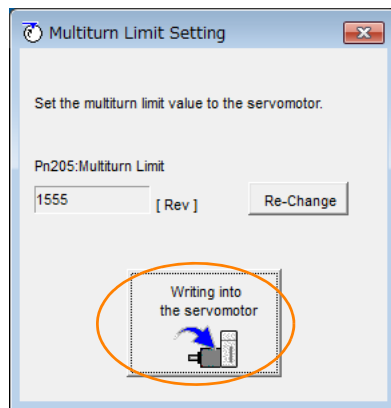 Multiturn Limit Setting
Set the multiturn limit value to the servomotor.
Pn205:Multiturn Limit
1555 [ Rev ] Re-Change
Writing into
the servomotor